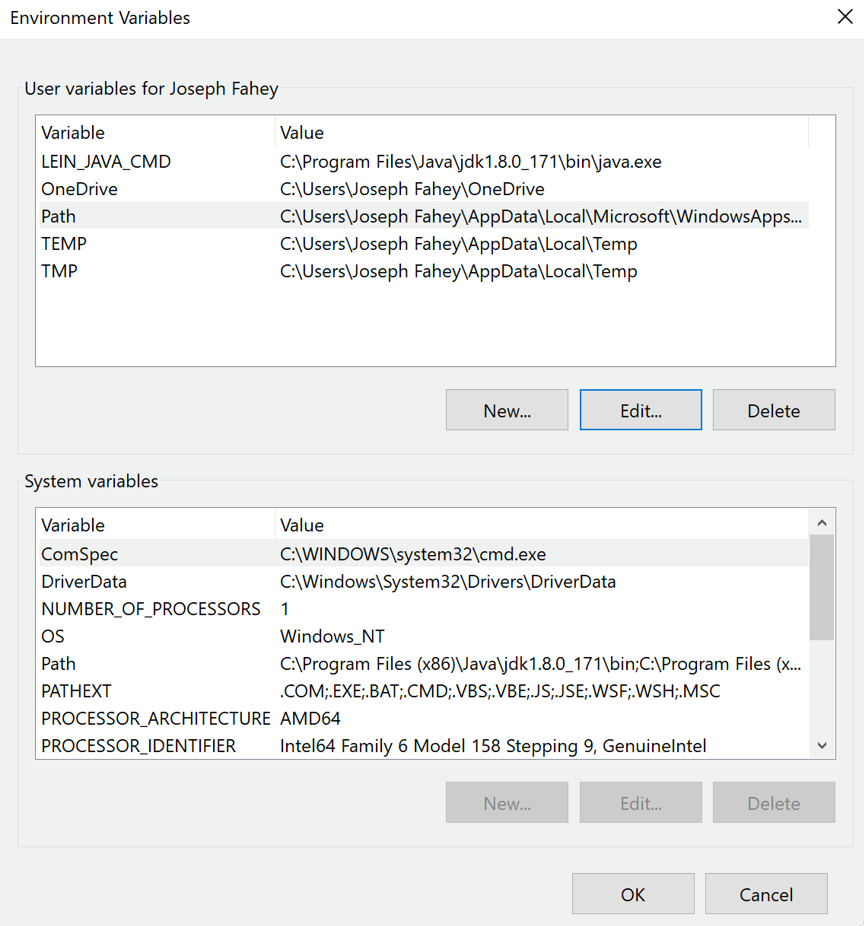 Environment Variables
User variables for Joseph Fahey
Variable Value
LEIN_JAVA_CMD C:\Program Files\Java\jdk1.8.0_171\bin\java.exe
OneDrive C:\Users\Joseph Fahey\OneDrive
Path C:\Users\Joseph Fahey\AppData\Local\Microsoft\WindowsApps...
TEMP C:\Users\Joseph Fahey\AppData\Local\Temp
TMP C:\Users\Joseph Fahey\AppData\Local\Temp
New... Edit... Delete
System variables
Variable Value
ComSpec C:\WINDOWS\system32\cmd.exe
DriverData C:\Windows\System32\Drivers\DriverData
NUMBER_OF_PROCESSORS 1
OS Windows_NT
Path C:\Program Files (x86)\Java\jdk1.8.0_171\bin;C:\Program Files (x...
PATHEXT .COM;.EXE;.BAT;.CMD;.VBS;.VBE;.JS;.JSE;.WSF;.WSH;.MSC
PROCESSOR_ARCHITECTURE AMD64
PROCESSOR_IDENTIFIER Intel64 Family 6 Model 158 Stepping 9, GenuineIntel
New... Edit... Delete
OK Cancel